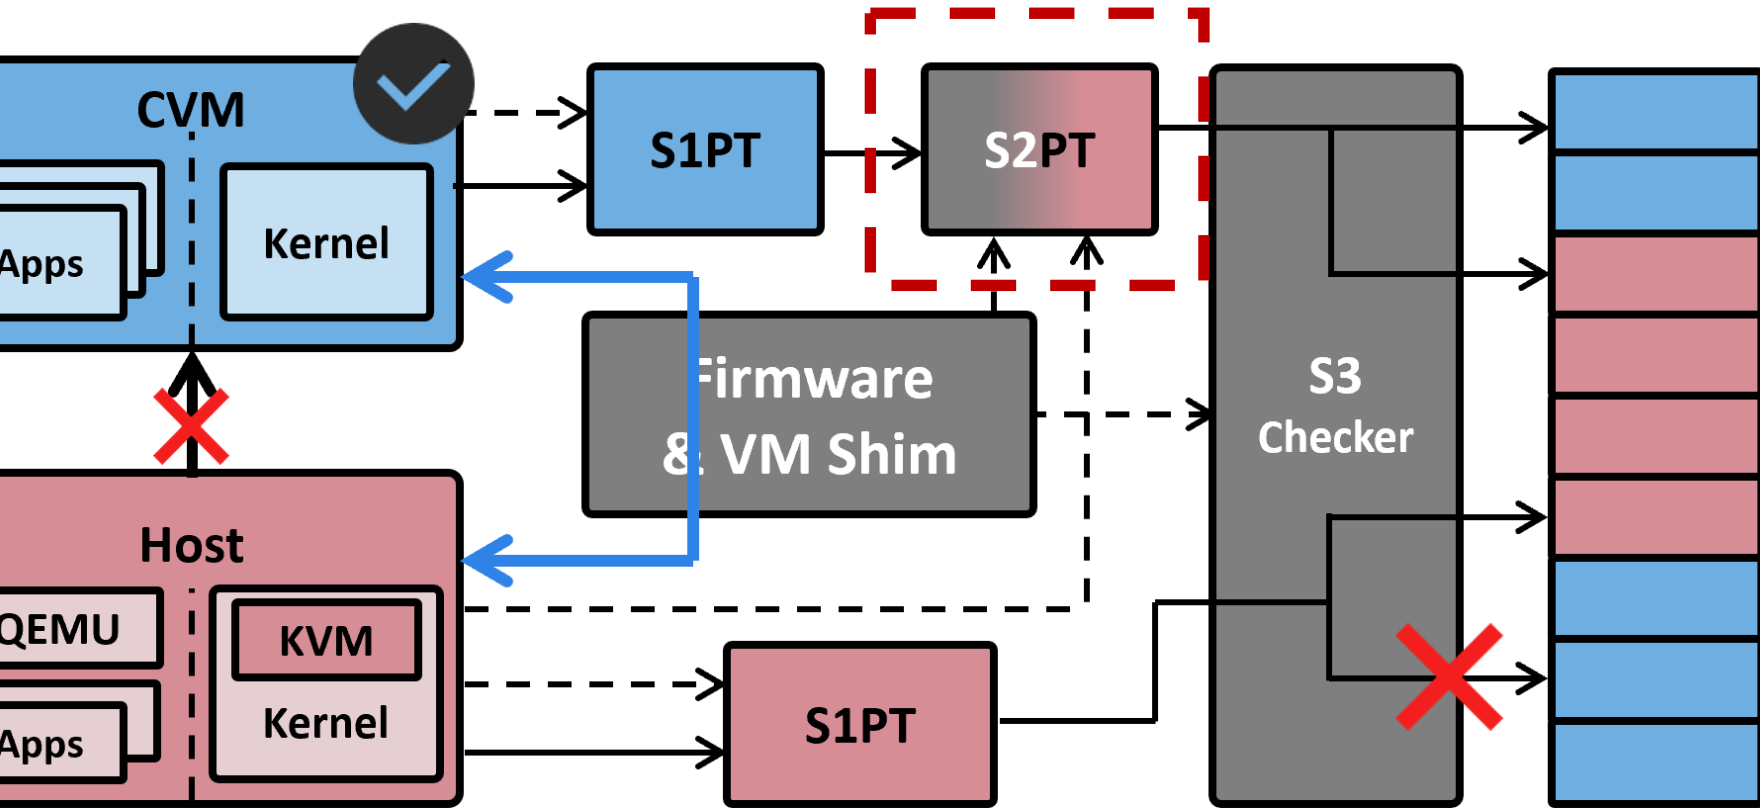 CVM
S1PT
S2PT
Kernel
Apps
Firmware
& VM Shim
S3
Checker
Host
QEMU
KVM
Kernel
Apps
S1PT